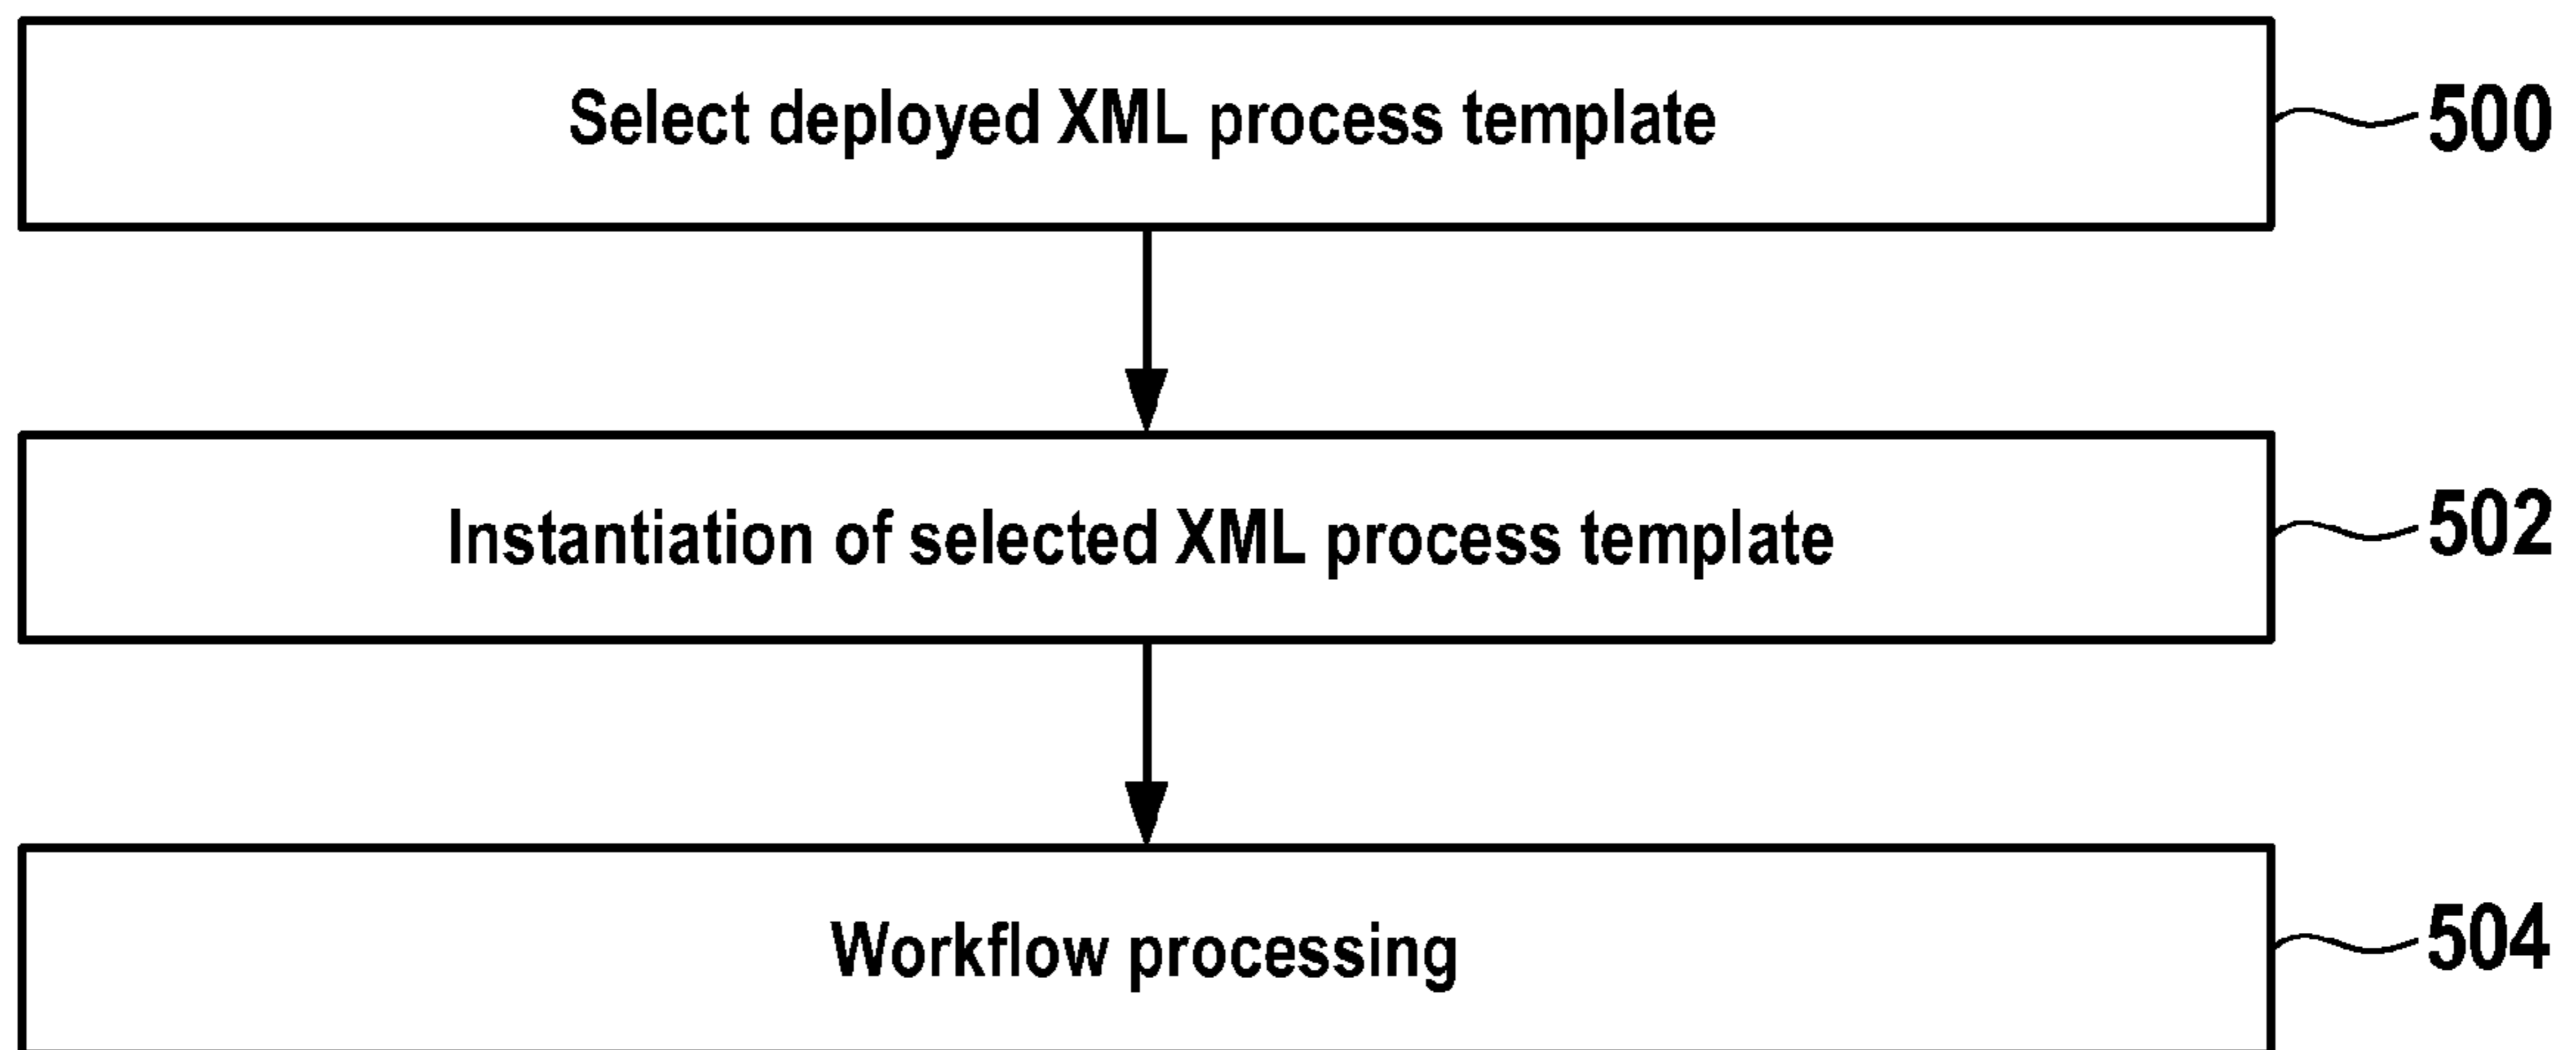 Select deployed XML process template
500
Instantiation of selected XML process template
502
Workflow processing
504